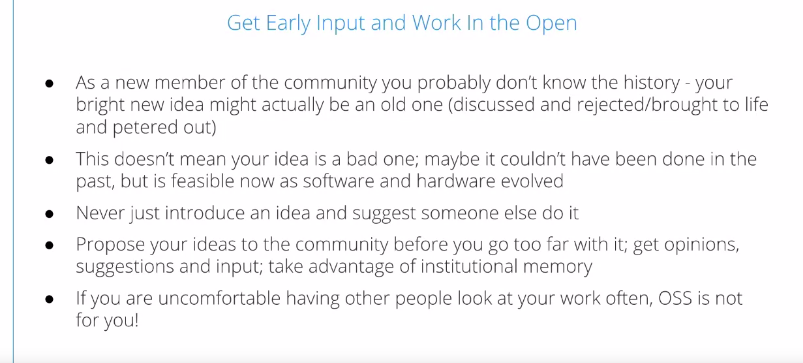 Get Early Input and Work In the Open
● As a new member of the community you probably don't know the history - your
bright new idea might actually be an old one (discussed and rejected/brought to life
and petered out)
● This doesn't mean your idea is a bad one; maybe it couldn't have been done in the
past, but is feasible now as software and hardware evolved
● Never just introduce an idea and suggest someone else do it
● Propose your ideas to the community before you go too far with it; get opinions,
suggestions and input; take advantage of institutional memory
● If you are uncomfortable having other people look at your work often, OSS is not
for you!